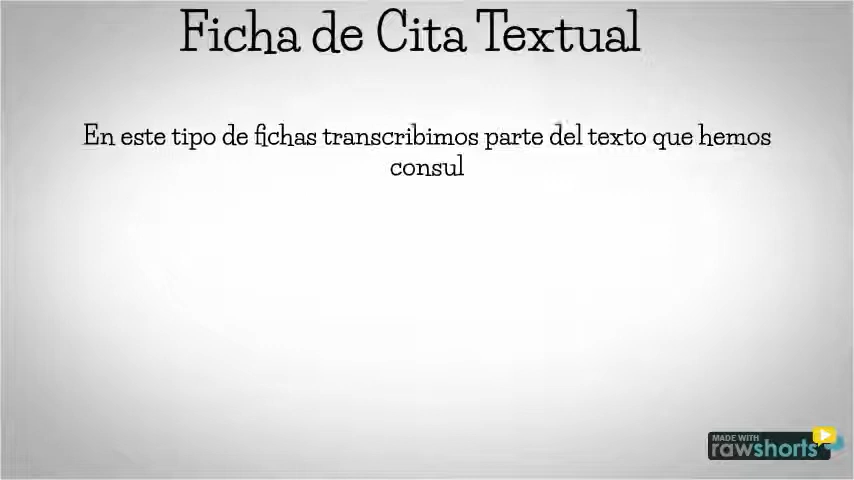 Ficha de Cita Textual
En este tipo de fichas transcribimos parte del texto que hemos
consul
MADE WITH
rawshorts